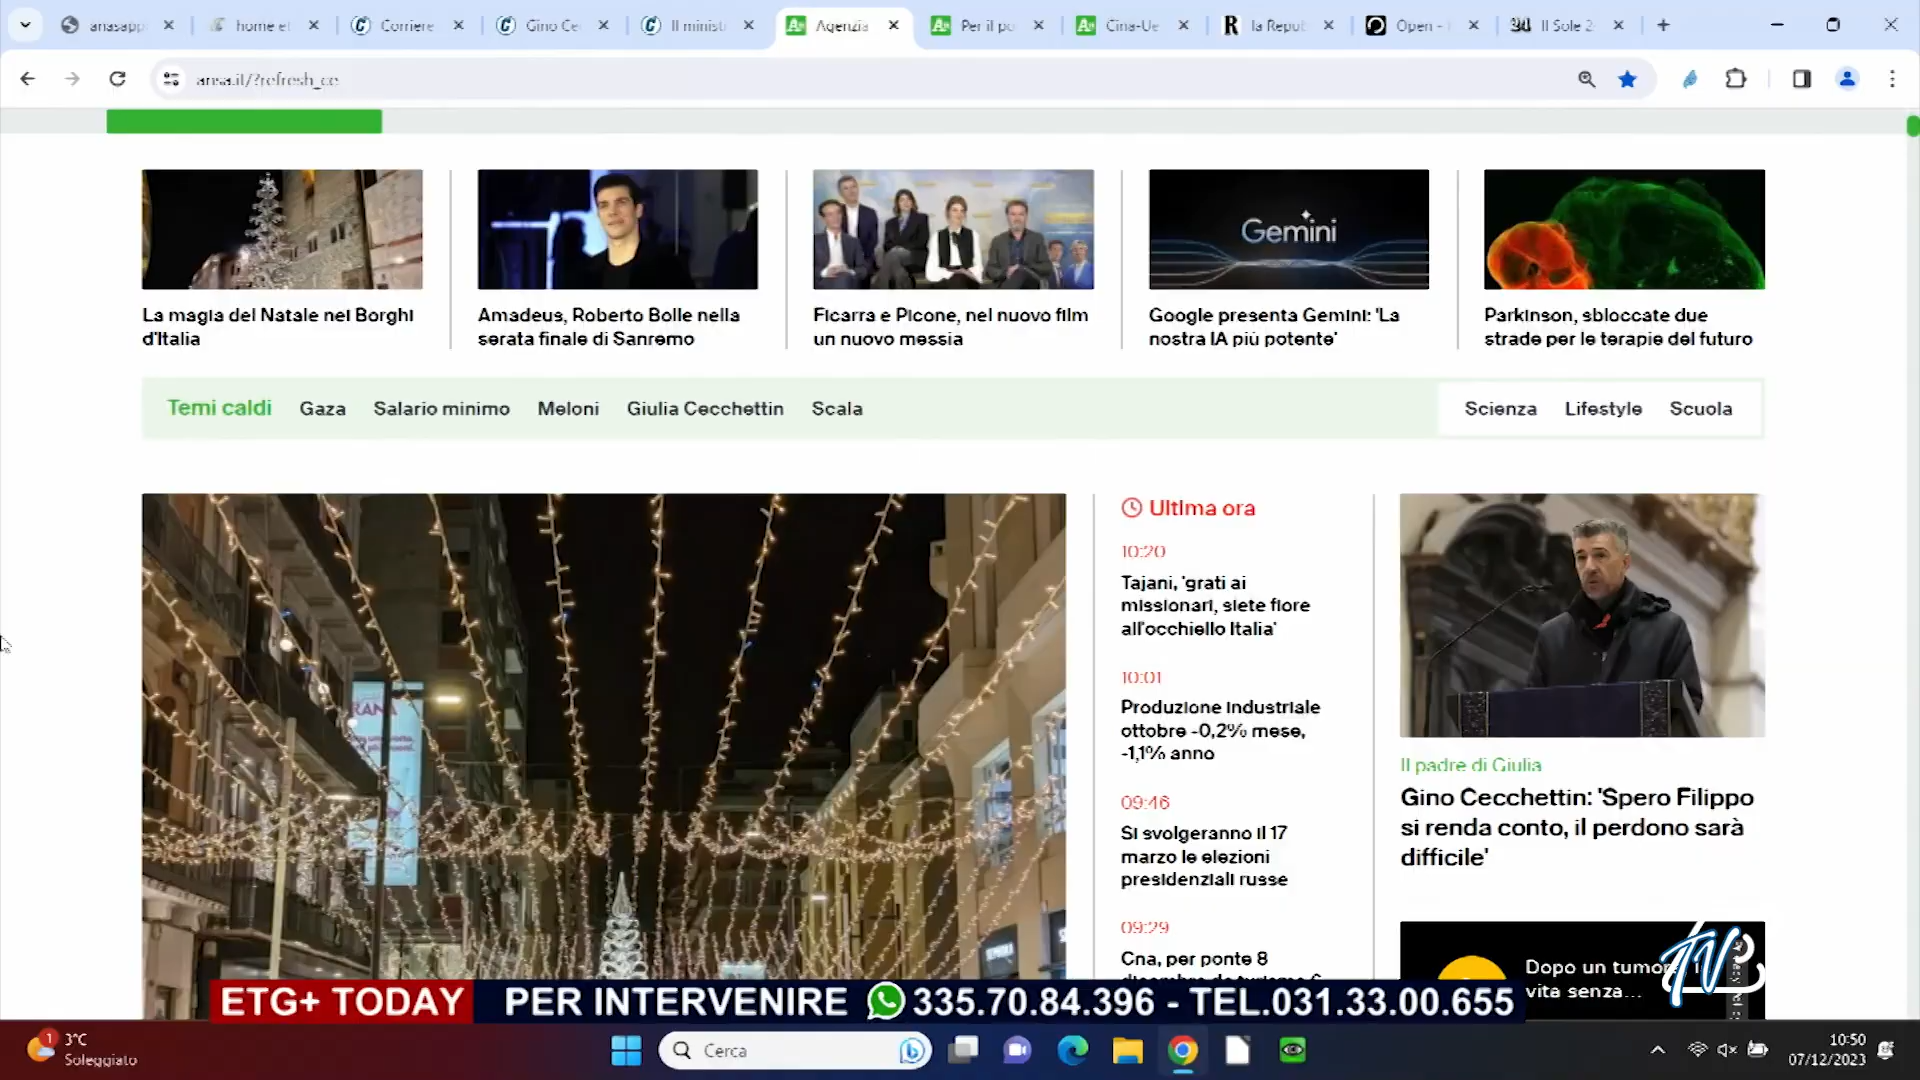 anasapp
home et
Corriere
Gino Ce
Il minist
Agenzia
Per il po
Cina-Ue
la Repub
Open -
Il Sole 2
ansa.it/?refresh_ce
Gemini
La magia del Natale nei Borghi
d'Italia
Amadeus, Roberto Bolle nella
serata finale di Sanremo
Ficarra e Picone, nel nuovo film
un nuovo messia
Google presenta Gemini: 'La
nostra IA più potente'
Parkinson, sbloccate due
strade per le terapie del futuro
Temi caldi Gaza Salario minimo Meloni Giulia Cecchettin Scala
Scienza Lifestyle Scuola
Ultima ora
10:20
Tajani, 'grati ai
missionari, siete fiore
all'occhiello Italia'
10:01
Produzione industriale
ottobre -0,2% mese,
-1,1% anno
09:46
Si svolgeranno il 17
marzo le elezioni
presidenziali russe
09:29
Cna, per ponte 8
Il padre di Giulia
Gino Cecchettin: 'Spero Filippo
si renda conto, il perdono sarà
difficile'
Dopo un tumore
vita senza...
TV
ETG+ TODAY PER INTERVENIRE 335.70.84.396 - TEL.031.33.00.655
1
3°C
Soleggiato
Cerca
10:50
07/12/2023